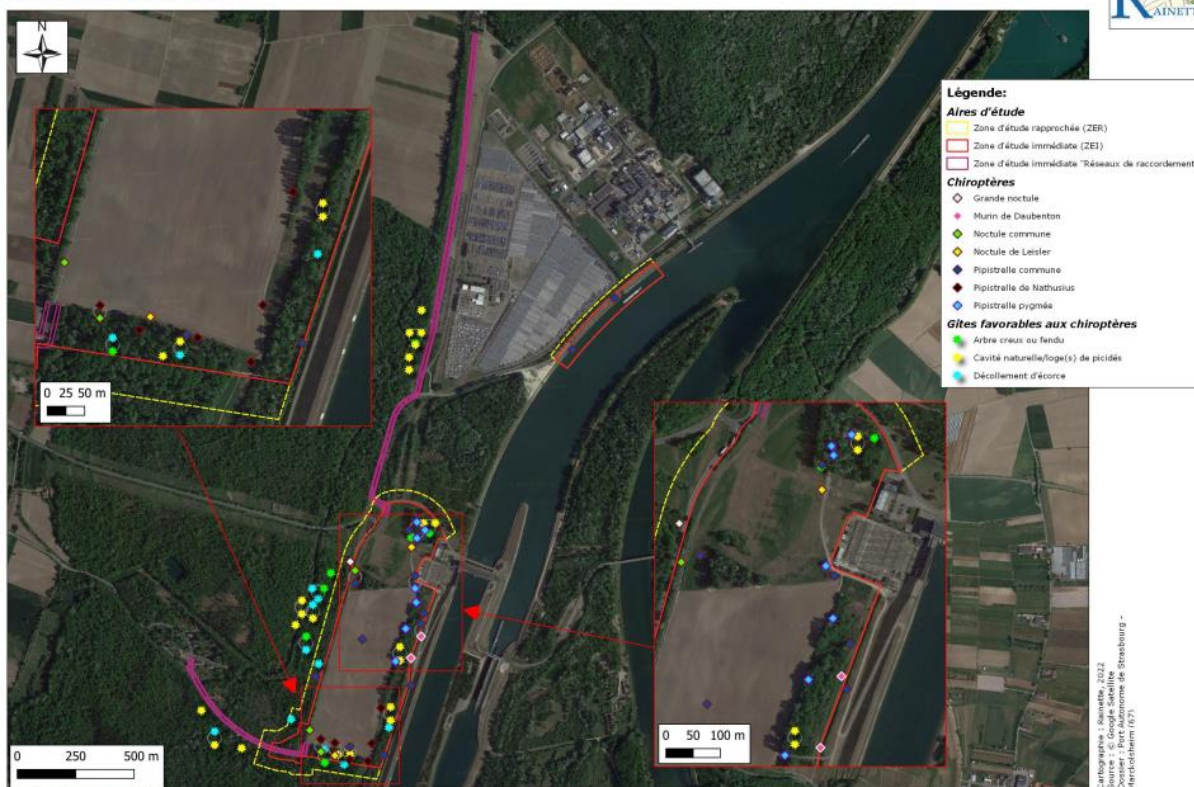 AINETT
N
Légende:
Aires d'étude
Zone d'étude rapprochée (ZER)
Zone d'étude immédiate (ZEI)
Zone d'étude immédiate "Réseaux de raccordement
Chiroptères
Grande noctule
Murin de Daubenton
Noctule commune
Noctule de Leisler
Pipistrelle commune
Pipistrelle de Nathusius
Pipistrelle pygmée
Gîtes favorables aux chiroptères
Arbre creux ou fendu
Cavité naturelle/loge(s) de picidés
Décollement d'écorce
0 25 50 m
0 50 100 m
0 250 500 m
Cartographie : Rainette, 2022
Source : © Google Satellite
Dossier : Port Autonome de Strasbourg –
Marckolsheim (67)